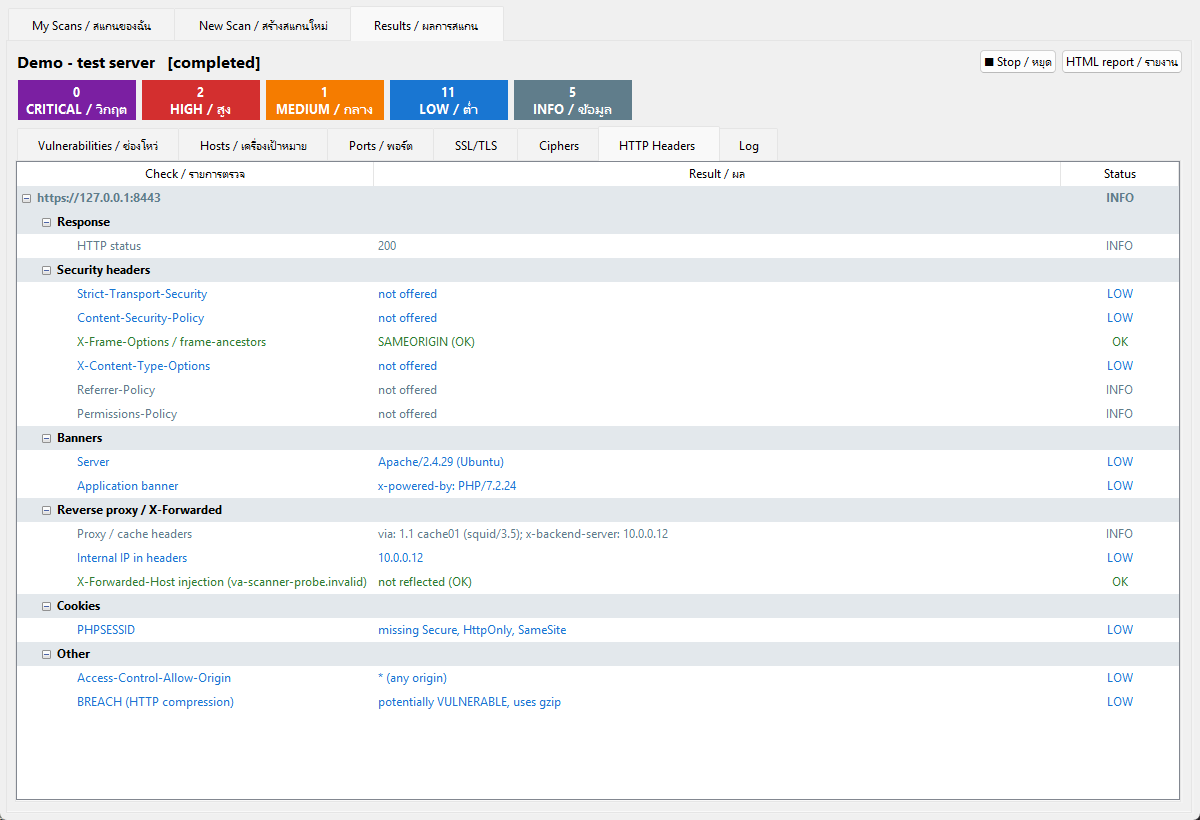 My Scans / สแกนของฉัน New Scan / สร้างสแกนใหม่ Results / ผลการสแกน
Demo - test server [completed] ■ Stop / หยุด HTML report / รายงาน
0 2 1 11 5
CRITICAL / วิกฤต HIGH / สูง MEDIUM / กลาง LOW / ต่ำ INFO / ข้อมูล
Vulnerabilities / ช่องโหว่ Hosts / เครื่องเป้าหมาย Ports / พอร์ต SSL/TLS Ciphers HTTP Headers Log
Check / รายการตรวจ Result / ผล Status
https://127.0.0.1:8443 INFO
Response
HTTP status 200 INFO
Security headers
Strict-Transport-Security not offered LOW
Content-Security-Policy not offered LOW
X-Frame-Options / frame-ancestors SAMEORIGIN (OK) OK
X-Content-Type-Options not offered LOW
Referrer-Policy not offered INFO
Permissions-Policy not offered INFO
Banners
Server Apache/2.4.29 (Ubuntu) LOW
Application banner x-powered-by: PHP/7.2.24 LOW
Reverse proxy / X-Forwarded
Proxy / cache headers via: 1.1 cache01 (squid/3.5); x-backend-server: 10.0.0.12 INFO
Internal IP in headers 10.0.0.12 LOW
X-Forwarded-Host injection (va-scanner-probe.invalid) not reflected (OK) OK
Cookies
PHPSESSID missing Secure, HttpOnly, SameSite LOW
Other
Access-Control-Allow-Origin * (any origin) LOW
BREACH (HTTP compression) potentially VULNERABLE, uses gzip LOW